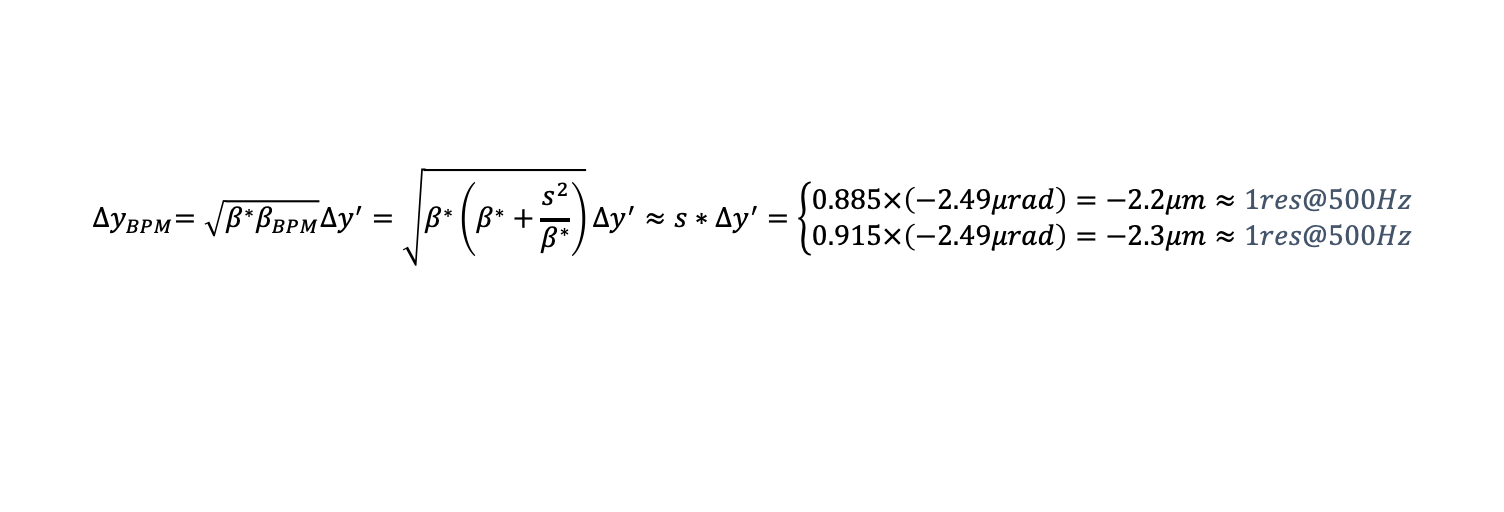 Δy_BPM = √(β*β_BPM) Δy′ = √(β*(β* + s²/β*)) Δy′ ≈ s * Δy′ = {0.885×(−2.49μrad) = −2.2μm ≈ 1res@500Hz
0.915×(−2.49μrad) = −2.3μm ≈ 1res@500Hz